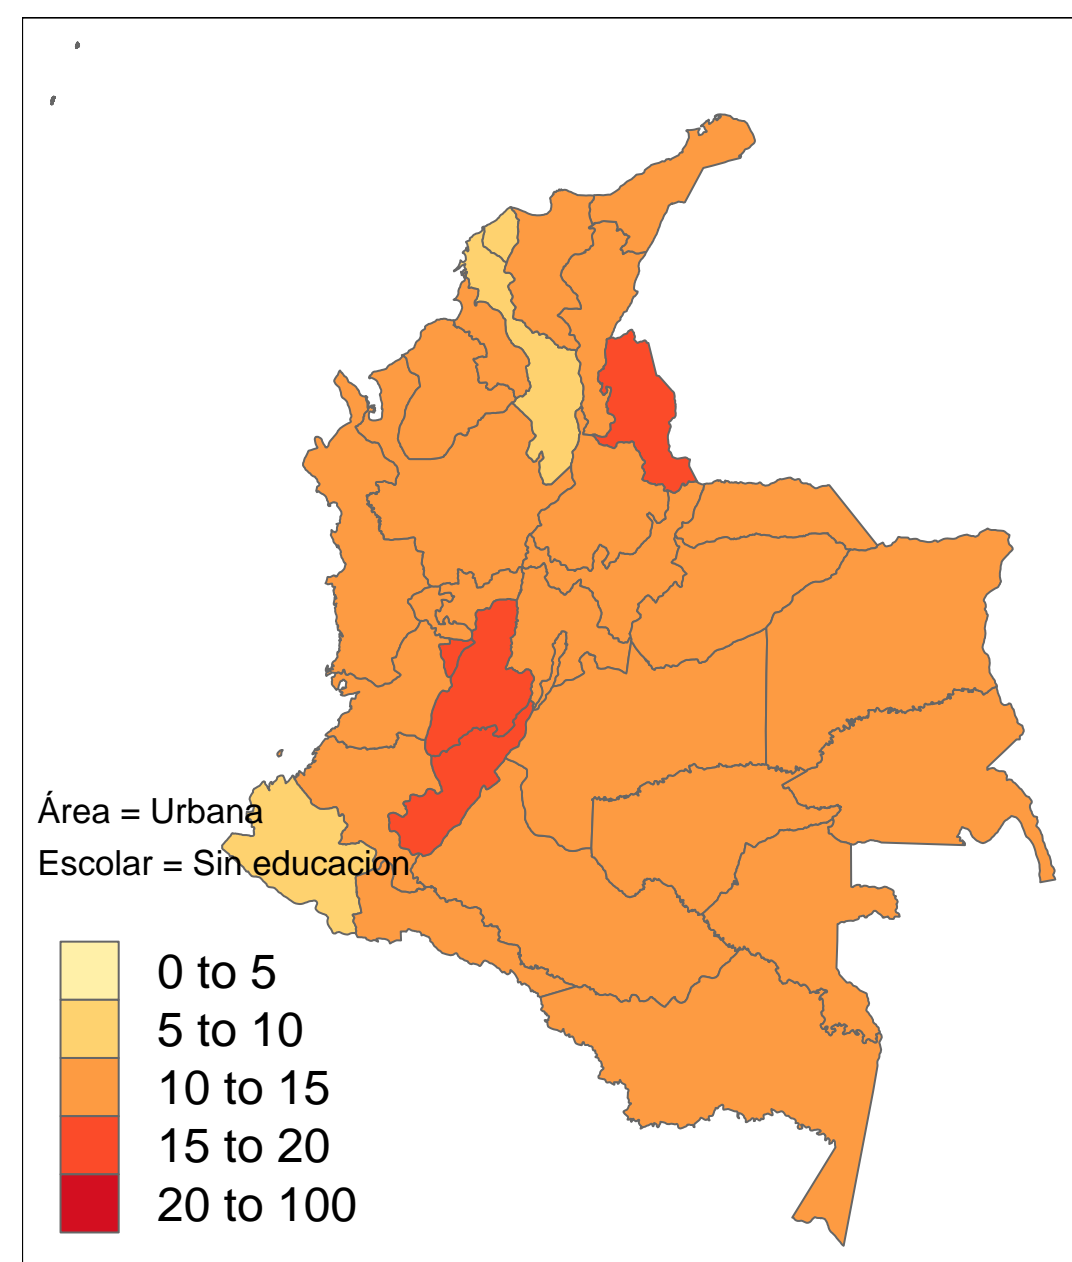 Área = Urbana
Escolar = Sin educacion
0 to 5
5 to 10
10 to 15
15 to 20
20 to 100